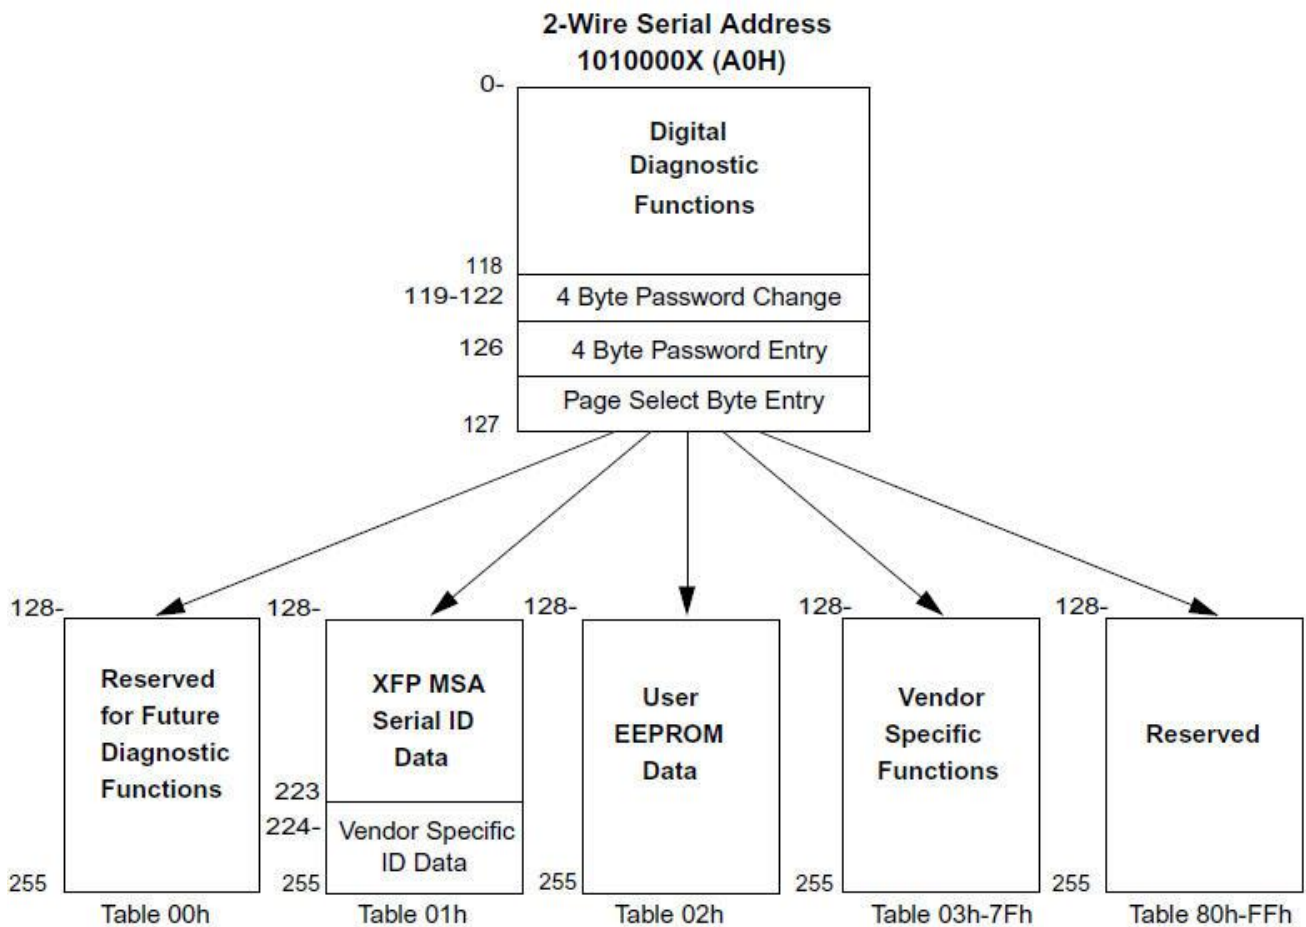 2-Wire Serial Address
1010000X (A0H)
0-
Digital
Diagnostic
Functions
118
119-122
4 Byte Password Change
126
4 Byte Password Entry
Page Select Byte Entry
127
128-
128-
128-
128-
128-
Reserved
for Future
Diagnostic
Functions
XFP MSA
Serial ID
Data
223
224-
Vendor Specific
ID Data
User
EEPROM
Data
Vendor
Specific
Functions
Reserved
255
255
255
255
255
Table 00h
Table 01h
Table 02h
Table 03h-7Fh
Table 80h-FFh